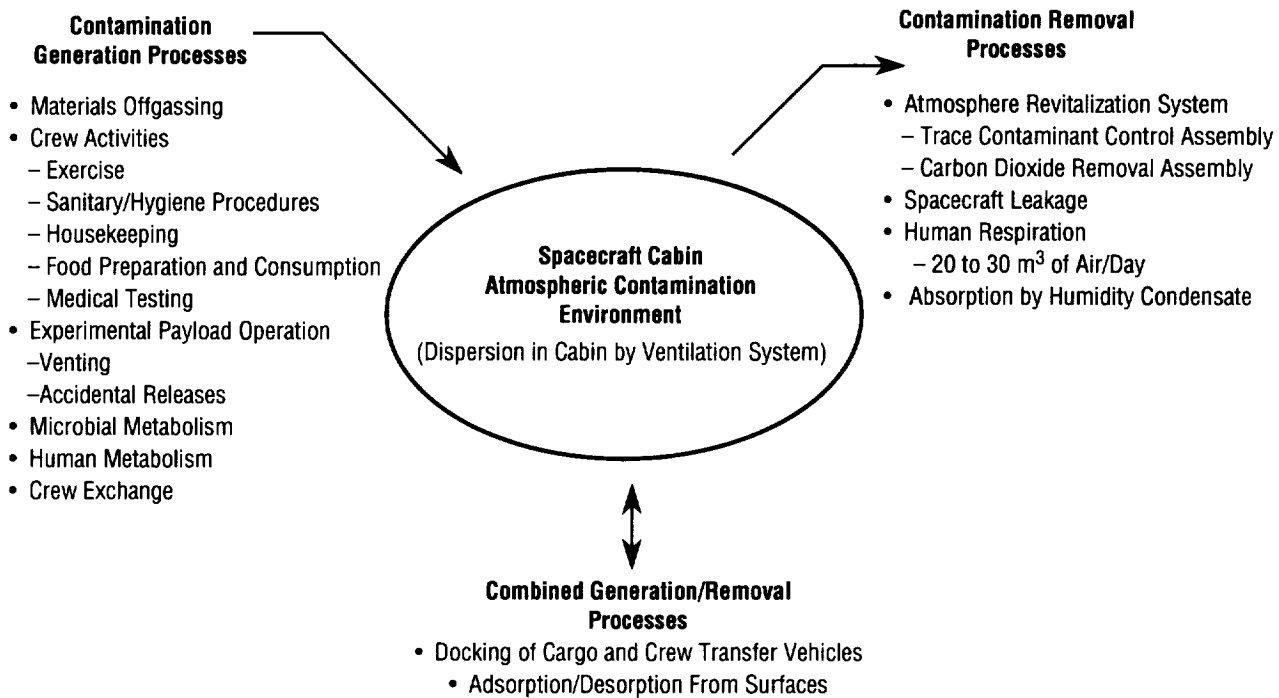 Contamination
Generation Processes
• Materials Offgassing
• Crew Activities
– Exercise
– Sanitary/Hygiene Procedures
– Housekeeping
– Food Preparation and Consumption
– Medical Testing
• Experimental Payload Operation
–Venting
–Accidental Releases
• Microbial Metabolism
• Human Metabolism
• Crew Exchange
Spacecraft Cabin
Atmospheric Contamination
Environment
(Dispersion in Cabin by Ventilation System)
Contamination Removal
Processes
• Atmosphere Revitalization System
– Trace Contaminant Control Assembly
– Carbon Dioxide Removal Assembly
• Spacecraft Leakage
• Human Respiration
– 20 to 30 m³ of Air/Day
• Absorption by Humidity Condensate
Combined Generation/Removal
Processes
• Docking of Cargo and Crew Transfer Vehicles
• Adsorption/Desorption From Surfaces